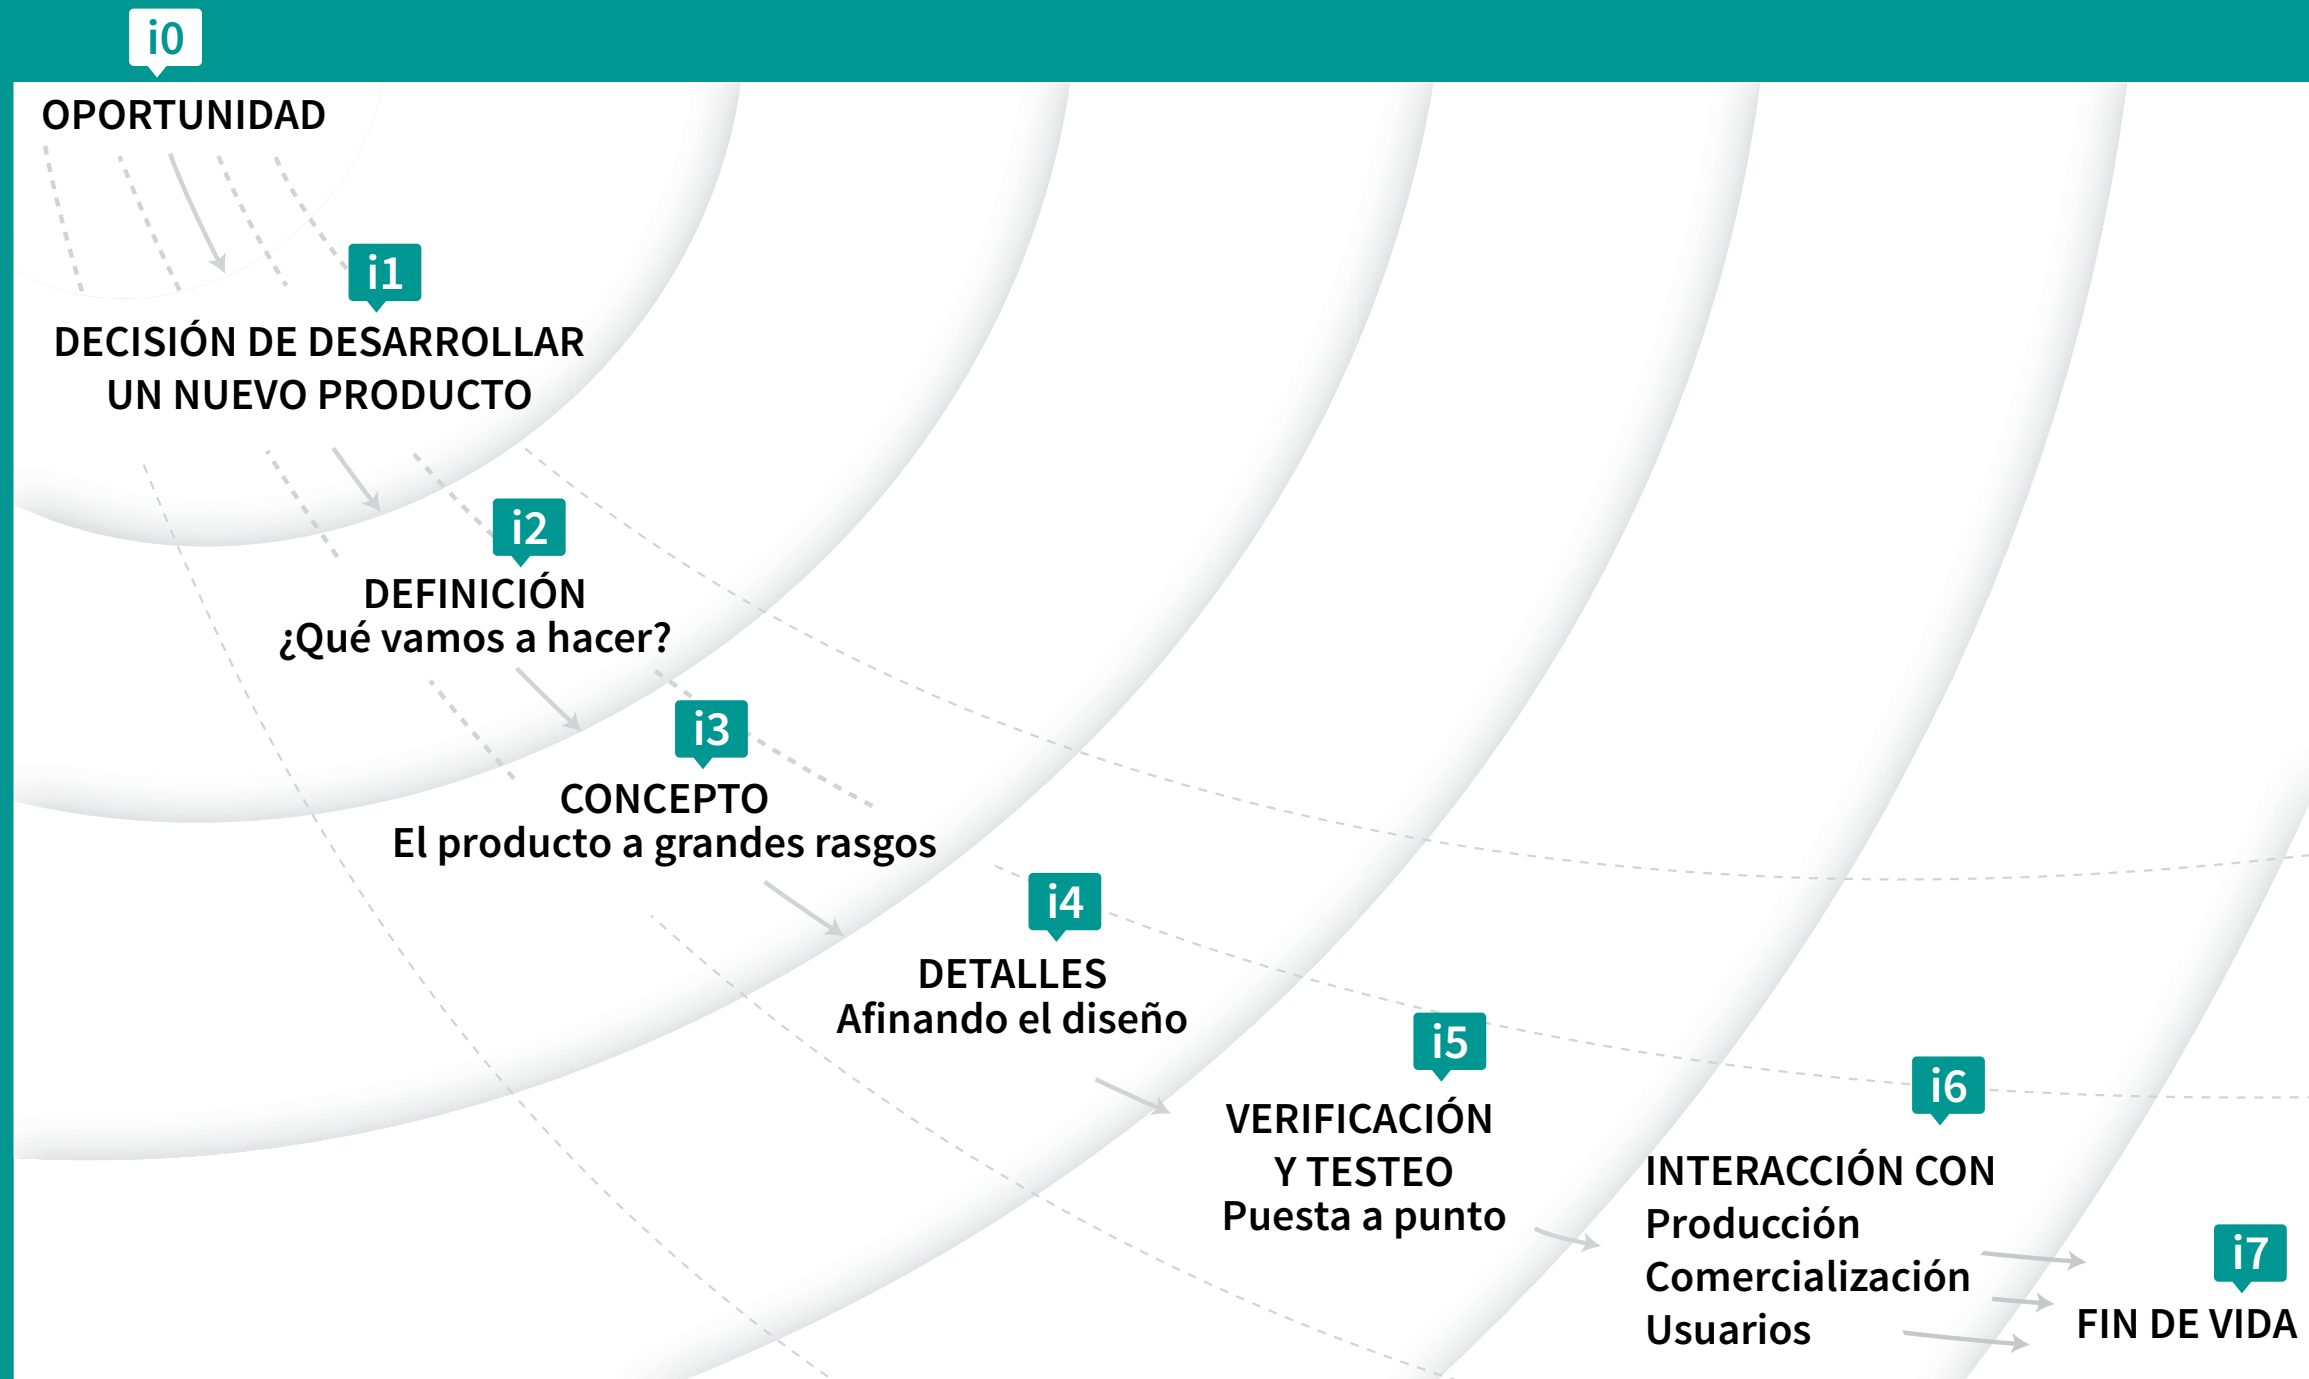 i0
OPORTUNIDAD
i1
DECISIÓN DE DESARROLLAR
UN NUEVO PRODUCTO
i2
DEFINICIÓN
¿Qué vamos a hacer?
i3
CONCEPTO
El producto a grandes rasgos
i4
DETALLES
Afinando el diseño
i5
VERIFICACIÓN
Y TESTEO
Puesta a punto
i6
INTERACCIÓN CON
Producción
Comercialización
Usuarios
i7
FIN DE VIDA